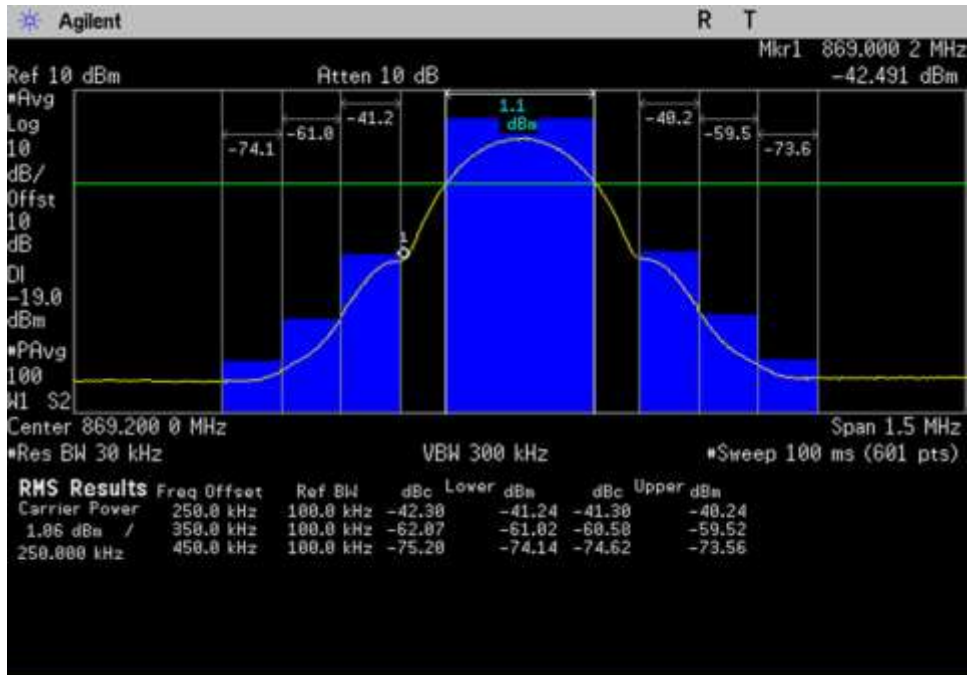 Agilent R T
Mkr1 869.000 2 MHz
Ref 10 dBm Atten 10 dB -42.491 dBm
#Avg
Log
10
dB/
Offst
10
dB
DI
-19.0
dBm
#PAvg
100
W1 S2
-74.1
-61.0
-41.2
1.1
dBm
-40.2
-59.5
-73.6
1
Center 869.200 0 MHz Span 1.5 MHz
#Res BW 30 kHz VBW 300 kHz #Sweep 100 ms (601 pts)
RMS Results Freq Offset Ref BW dBc Lower dBm dBc Upper dBm
Carrier Power 250.0 kHz 100.0 kHz -42.30 -41.24 -41.30 -40.24
1.06 dBm / 350.0 kHz 100.0 kHz -62.07 -61.02 -60.58 -59.52
250.000 kHz 450.0 kHz 100.0 kHz -75.20 -74.14 -74.62 -73.56